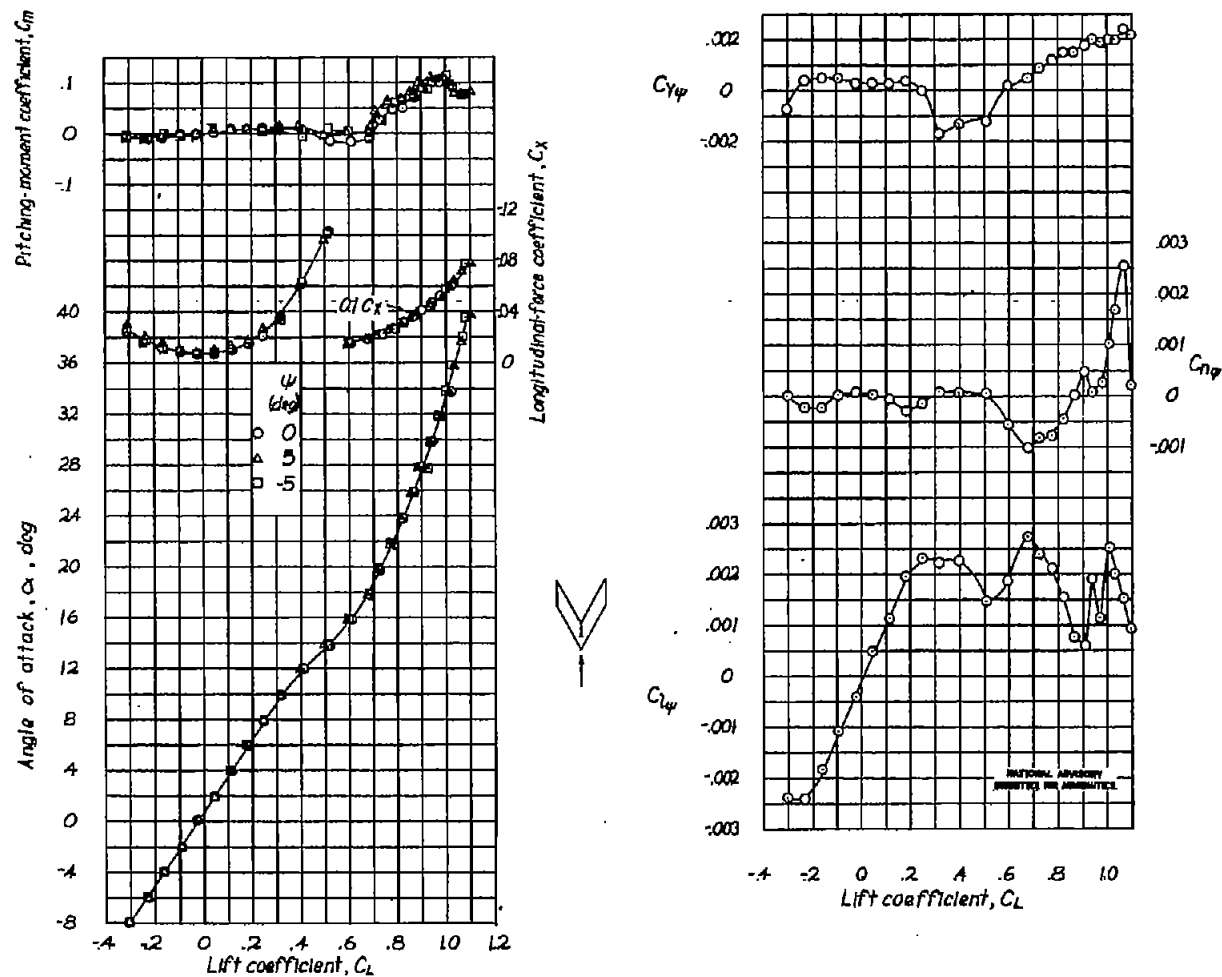 Pitching-moment coefficient, Cm
.1
0
-.1
Longitudinal-force coefficient, CX
-.12
-.08
-.04
0
0.1 CX
Angle of attack, α, deg
40
36
32
28
24
20
16
12
8
4
0
-4
-8
ψ
(deg)
0
5
-5
-.4 -.2 0 .2 .4 .6 .8 1.0 1.2
Lift coefficient, CL
CYψ
.002
0
-.002
Cnψ
.003
.002
.001
0
-.001
Clψ
.003
.002
.001
0
-.001
-.002
-.003
NATIONAL ADVISORY
COMMITTEE FOR AERONAUTICS
-.4 -.2 0 .2 .4 .6 .8 1.0
Lift coefficient, CL